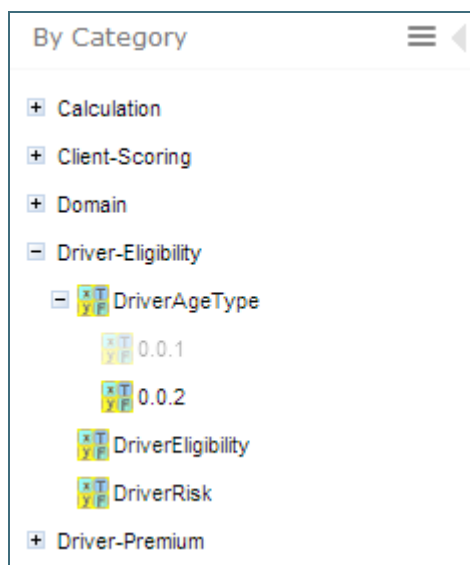 By Category
Calculation
Client-Scoring
Domain
Driver-Eligibility
DriverAgeType
0.0.1
0.0.2
DriverEligibility
DriverRisk
Driver-Premium